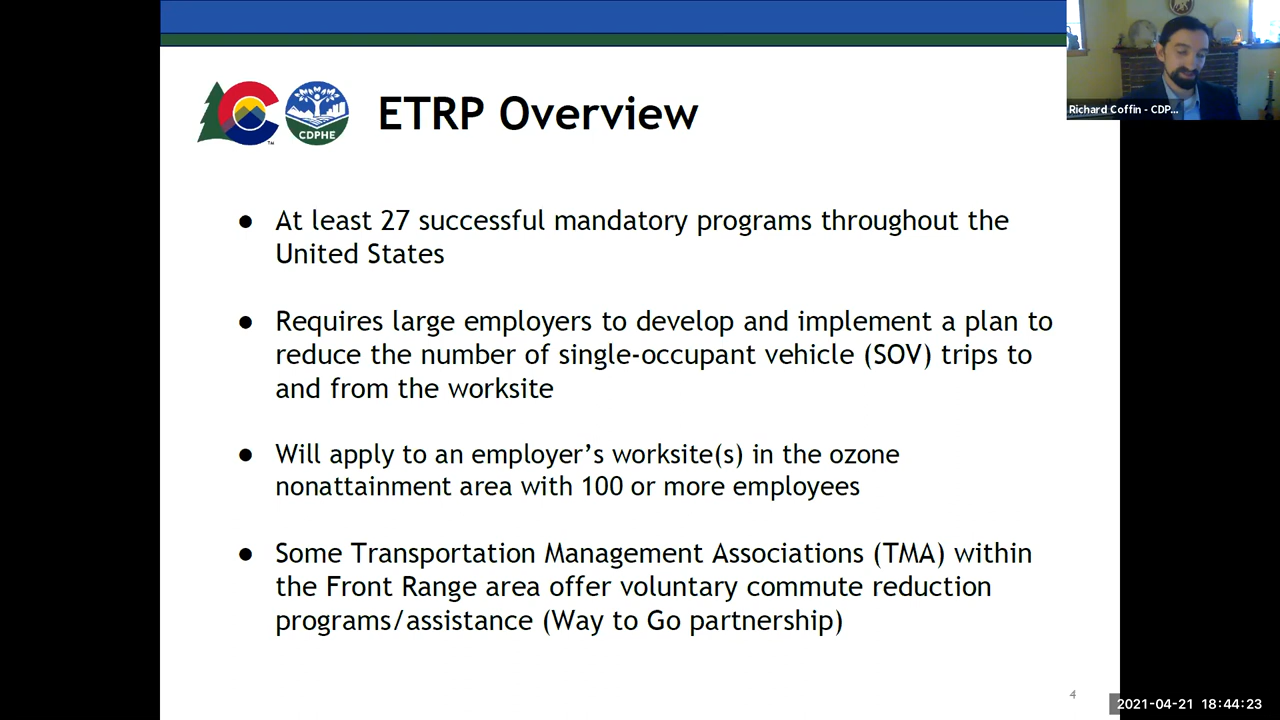 ETRP Overview
CDPHE
Richard Coffin - CDP...
● At least 27 successful mandatory programs throughout the
United States
● Requires large employers to develop and implement a plan to
reduce the number of single-occupant vehicle (SOV) trips to
and from the worksite
● Will apply to an employer’s worksite(s) in the ozone
nonattainment area with 100 or more employees
● Some Transportation Management Associations (TMA) within
the Front Range area offer voluntary commute reduction
programs/assistance (Way to Go partnership)
4
2021-04-21 18:44:23